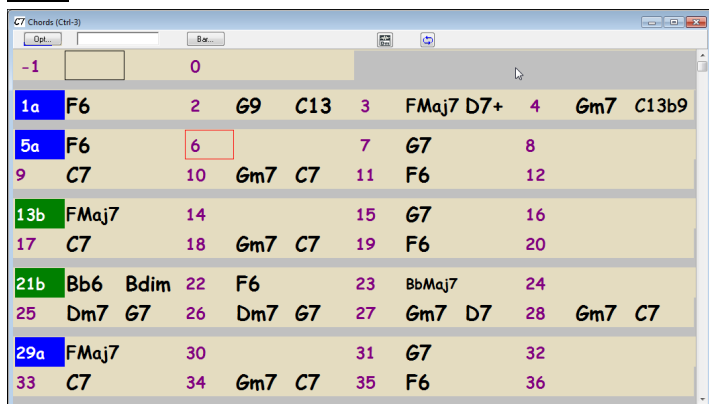 C7 Chords (Ctrl-3)
Opt... Bar...
-1 0
1a F6 2 G9 C13 3 FMaj7 D7+ 4 Gm7 C13b9
5a F6 6 7 G7 8
9 C7 10 Gm7 C7 11 F6 12
13b FMaj7 14 15 G7 16
17 C7 18 Gm7 C7 19 F6 20
21b Bb6 Bdim 22 F6 23 BbMaj7 24
25 Dm7 G7 26 Dm7 G7 27 Gm7 D7 28 Gm7 C7
29a FMaj7 30 31 G7 32
33 C7 34 Gm7 C7 35 F6 36